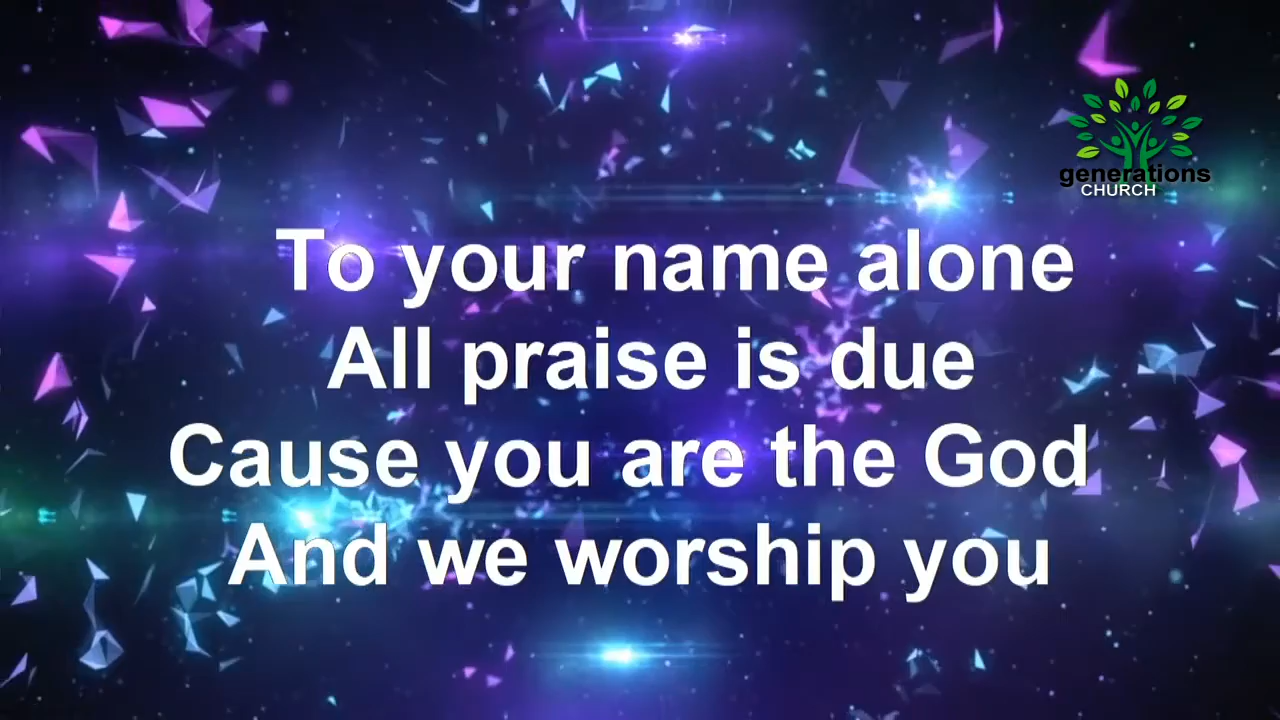 generations
CHURCH
To your name alone
All praise is due
Cause you are the God
And we worship you